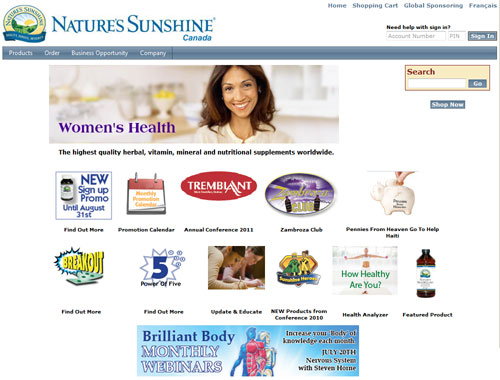 Home Shopping Cart Global Sponsoring Français
NATURE'S SUNSHINE®
Canada
Need help with sign in?
Account Number PIN Sign In
Products Order Business Opportunity Company
Search
Go
Shop Now
Women's Health
The highest quality herbal, vitamin, mineral and nutritional supplements worldwide.
NEW
Sign up
Promo
Until August
31st
Monthly
Promotion
Calendar
TREMBLANT
Zambroza
CLUB
Find Out More
Promotion Calendar
Annual Conference 2011
Zambroza Club
Pennies From Heaven Go To Help
Haiti
BREAKOUT
5
Power Of Five
Sunshine Heroes
How Healthy
Are You?
Find Out More
Find Out More
Update & Educate
NEW Products from
Conference 2010
Health Analyzer
Featured Product
Brilliant Body
MONTHLY
WEBINARS
Increase your 'Body' of
knowledge each month.
JULY 20TH
Nervous System
with Steven Horne